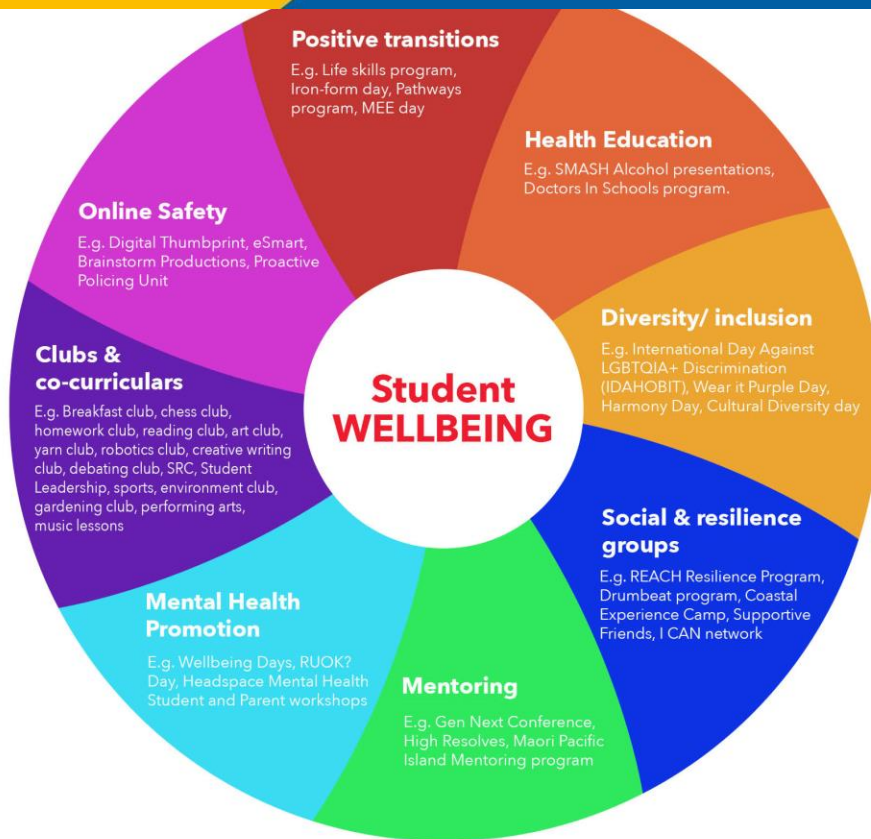 Positive transitions
E.g. Life skills program,
Iron-form day, Pathways
program, MEE day
Health Education
E.g. SMASH Alcohol presentations,
Doctors In Schools program.
Diversity/ inclusion
E.g. International Day Against
LGBTQIA+ Discrimination
(IDAHOBIT), Wear it Purple Day,
Harmony Day, Cultural Diversity day
Social & resilience
groups
E.g. REACH Resilience Program,
Drumbeat program, Coastal
Experience Camp, Supportive
Friends, I CAN network
Mentoring
E.g. Gen Next Conference,
High Resolves, Maori Pacific
Island Mentoring program
Mental Health
Promotion
E.g. Wellbeing Days, RUOK?
Day, Headspace Mental Health
Student and Parent workshops
Clubs &
co-curriculars
E.g. Breakfast club, chess club,
homework club, reading club, art club,
yarn club, robotics club, creative writing
club, debating club, SRC, Student
Leadership, sports, environment club,
gardening club, performing arts,
music lessons
Online Safety
E.g. Digital Thumbprint, eSmart,
Brainstorm Productions, Proactive
Policing Unit
Student
WELLBEING